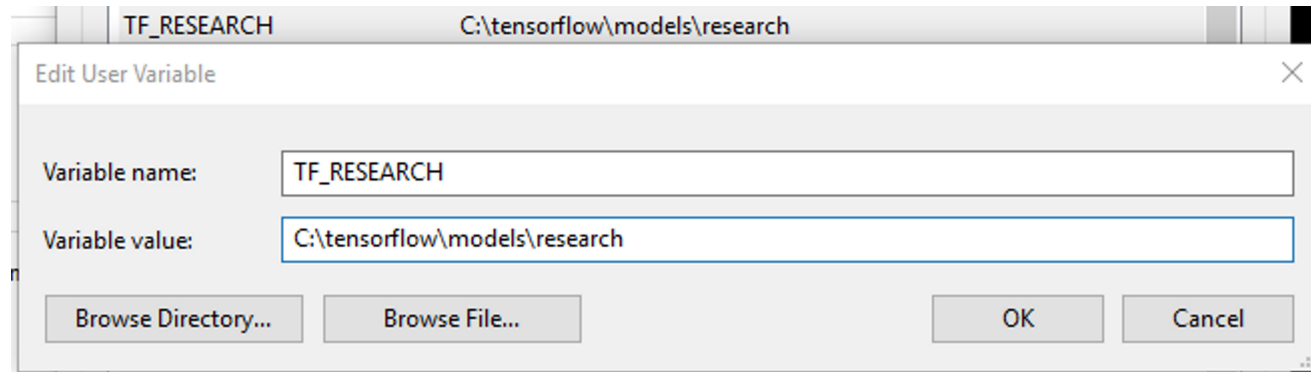 TF_RESEARCH C:\tensorflow\models\research
Edit User Variable
Variable name: TF_RESEARCH
Variable value: C:\tensorflow\models\research
Browse Directory... Browse File... OK Cancel